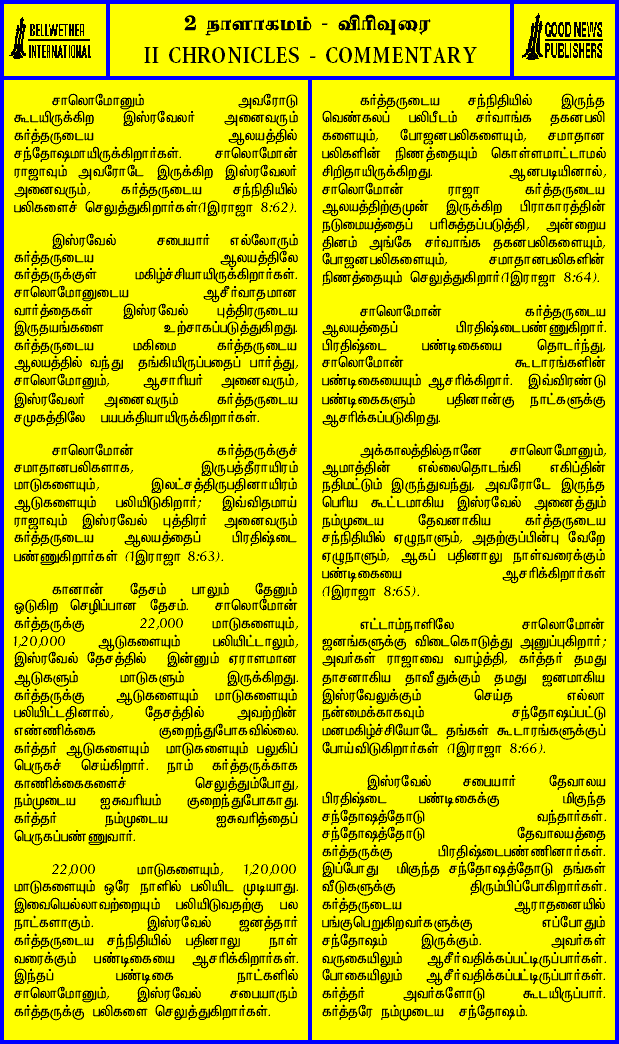 BELLWETHER
INTERNATIONAL
2 நாளாகமம் - விரிவுரை
II CHRONICLES - COMMENTARY
GOOD NEWS
PUBLISHERS
சாலொமோனும் அவரோடு
கூடயிருக்கிற இஸ்ரவேலர் அனைவரும்
கர்த்தருடைய ஆலயத்தில்
சந்தோஷமாயிருக்கிறார்கள். சாலொமோன்
ராஜாவும் அவரோடே இருக்கிற இஸ்ரவேலர்
அனைவரும், கர்த்தருடைய சந்நிதியில்
பலிகளைச் செலுத்துகிறார்கள்(1இராஜா 8:62).
இஸ்ரவேல் சபையார் எல்லோரும்
கர்த்தருடைய ஆலயத்திலே
கர்த்தருக்குள் மகிழ்ச்சியாயிருக்கிறார்கள்.
சாலொமோனுடைய ஆசீர்வாதமான
வார்த்தைகள் இஸ்ரவேல் புத்திரருடைய
இருதயங்களை உற்சாகப்படுத்துகிறது.
கர்த்தருடைய மகிமை கர்த்தருடைய
ஆலயத்தில் வந்து தங்கியிருப்பதைப் பார்த்து,
சாலொமோனும், ஆசாரியர் அனைவரும்,
இஸ்ரவேலர் அனைவரும் கர்த்தருடைய
சமுகத்திலே பயபக்தியாயிருக்கிறார்கள்.
சாலொமோன் கர்த்தருக்குச்
சமாதானபலிகளாக, இருபத்தீராயிரம்
மாடுகளையும், இலட்சத்திருபதினாயிரம்
ஆடுகளையும் பலியிடுகிறார்; இவ்விதமாய்
ராஜாவும் இஸ்ரவேல் புத்திரர் அனைவரும்
கர்த்தருடைய ஆலயத்தைப் பிரதிஷ்டை
பண்ணுகிறார்கள் (1இராஜா 8:63).
கானான் தேசம் பாலும் தேனும்
ஓடுகிற செழிப்பான தேசம். சாலொமோன்
கர்த்தருக்கு 22,000 மாடுகளையும்,
1,20,000 ஆடுகளையும் பலியிட்டாலும்,
இஸ்ரவேல் தேசத்தில் இன்னும் ஏராளமான
ஆடுகளும் மாடுகளும் இருக்கிறது.
கர்த்தருக்கு ஆடுகளையும் மாடுகளையும்
பலியிட்டதினால், தேசத்தில் அவற்றின்
எண்ணிக்கை குறைந்துபோகவில்லை.
கர்த்தர் ஆடுகளையும் மாடுகளையும் பலுகிப்
பெருகச் செய்கிறார். நாம் கர்த்தருக்காக
காணிக்கைகளைச் செலுத்தும்போது,
நம்முடைய ஐசுவரியம் குறைந்துபோகாது.
கர்த்தர் நம்முடைய ஐசுவரித்தைப்
பெருகப்பண்ணுவார்.
22,000 மாடுகளையும், 1,20,000
மாடுகளையும் ஒரே நாளில் பலியிட முடியாது.
இவையெல்லாவற்றையும் பலியிடுவதற்கு பல
நாட்களாகும். இஸ்ரவேல் ஜனத்தார்
கர்த்தருடைய சந்நிதியில் பதினாலு நாள்
வரைக்கும் பண்டிகையை ஆசரிக்கிறார்கள்.
இந்தப் பண்டிகை நாட்களில்
சாலொமோனும், இஸ்ரவேல் சபையாரும்
கர்த்தருக்கு பலிகளை செலுத்துகிறார்கள்.
கர்த்தருடைய சந்நிதியில் இருந்த
வெண்கலப் பலிபீடம் சர்வாங்க தகனபலி
களையும், போஜனபலிகளையும், சமாதான
பலிகளின் நிணத்தையும் கொள்ளமாட்டாமல்
சிறிதாயிருக்கிறது. ஆனபடியினால்,
சாலொமோன் ராஜா கர்த்தருடைய
ஆலயத்திற்குமுன் இருக்கிற பிராகாரத்தின்
நடுமையத்தைப் பரிசுத்தப்படுத்தி, அன்றைய
தினம் அங்கே சர்வாங்க தகனபலிகளையும்,
போஜனபலிகளையும், சமாதானபலிகளின்
நிணத்தையும் செலுத்துகிறார்(1இராஜா 8:64).
சாலொமோன் கர்த்தருடைய
ஆலயத்தைப் பிரதிஷ்டைபண்ணுகிறார்.
பிரதிஷ்டை பண்டிகையை தொடர்ந்து,
சாலொமோன் கூடாரங்களின்
பண்டிகையையும் ஆசரிக்கிறார். இவ்விரண்டு
பண்டிகைகளும் பதினான்கு நாட்களுக்கு
ஆசரிக்கப்படுகிறது.
அக்காலத்தில்தானே சாலொமோனும்,
ஆமாத்தின் எல்லைதொடங்கி எகிப்தின்
நதிமட்டும் இருந்துவந்து, அவரோடே இருந்த
பெரிய கூட்டமாகிய இஸ்ரவேல் அனைத்தும்
நம்முடைய தேவனாகிய கர்த்தருடைய
சந்நிதியில் ஏழுநாளும், அதற்குப்பின்பு வேறே
ஏழுநாளும், ஆகப் பதினாலு நாள்வரைக்கும்
பண்டிகையை ஆசரிக்கிறார்கள்
(1இராஜா 8:65).
எட்டாம்நாளிலே சாலொமோன்
ஜனங்களுக்கு விடைகொடுத்து அனுப்புகிறார்;
அவர்கள் ராஜாவை வாழ்த்தி, கர்த்தர் தமது
தாசனாகிய தாவீதுக்கும் தமது ஜனமாகிய
இஸ்ரவேலுக்கும் செய்த எல்லா
நன்மைக்காகவும் சந்தோஷப்பட்டு
மனமகிழ்ச்சியோடே தங்கள் கூடாரங்களுக்குப்
போய்விடுகிறார்கள் (1இராஜா 8:66).
இஸ்ரவேல் சபையார் தேவாலய
பிரதிஷ்டை பண்டிகைக்கு மிகுந்த
சந்தோஷத்தோடு வந்தார்கள்.
சந்தோஷத்தோடு தேவாலயத்தை
கர்த்தருக்கு பிரதிஷ்டைபண்ணினார்கள்.
இப்போது மிகுந்த சந்தோஷத்தோடு தங்கள்
வீடுகளுக்கு திரும்பிப்போகிறார்கள்.
கர்த்தருடைய ஆராதனையில்
பங்குபெறுகிறவர்களுக்கு எப்போதும்
சந்தோஷம் இருக்கும். அவர்கள்
வருகையிலும் ஆசீர்வதிக்கப்பட்டிருப்பார்கள்.
போகையிலும் ஆசீர்வதிக்கப்பட்டிருப்பார்கள்.
கர்த்தர் அவர்களோடு கூடயிருப்பார்.
கர்த்தரே நம்முடைய சந்தோஷம்.